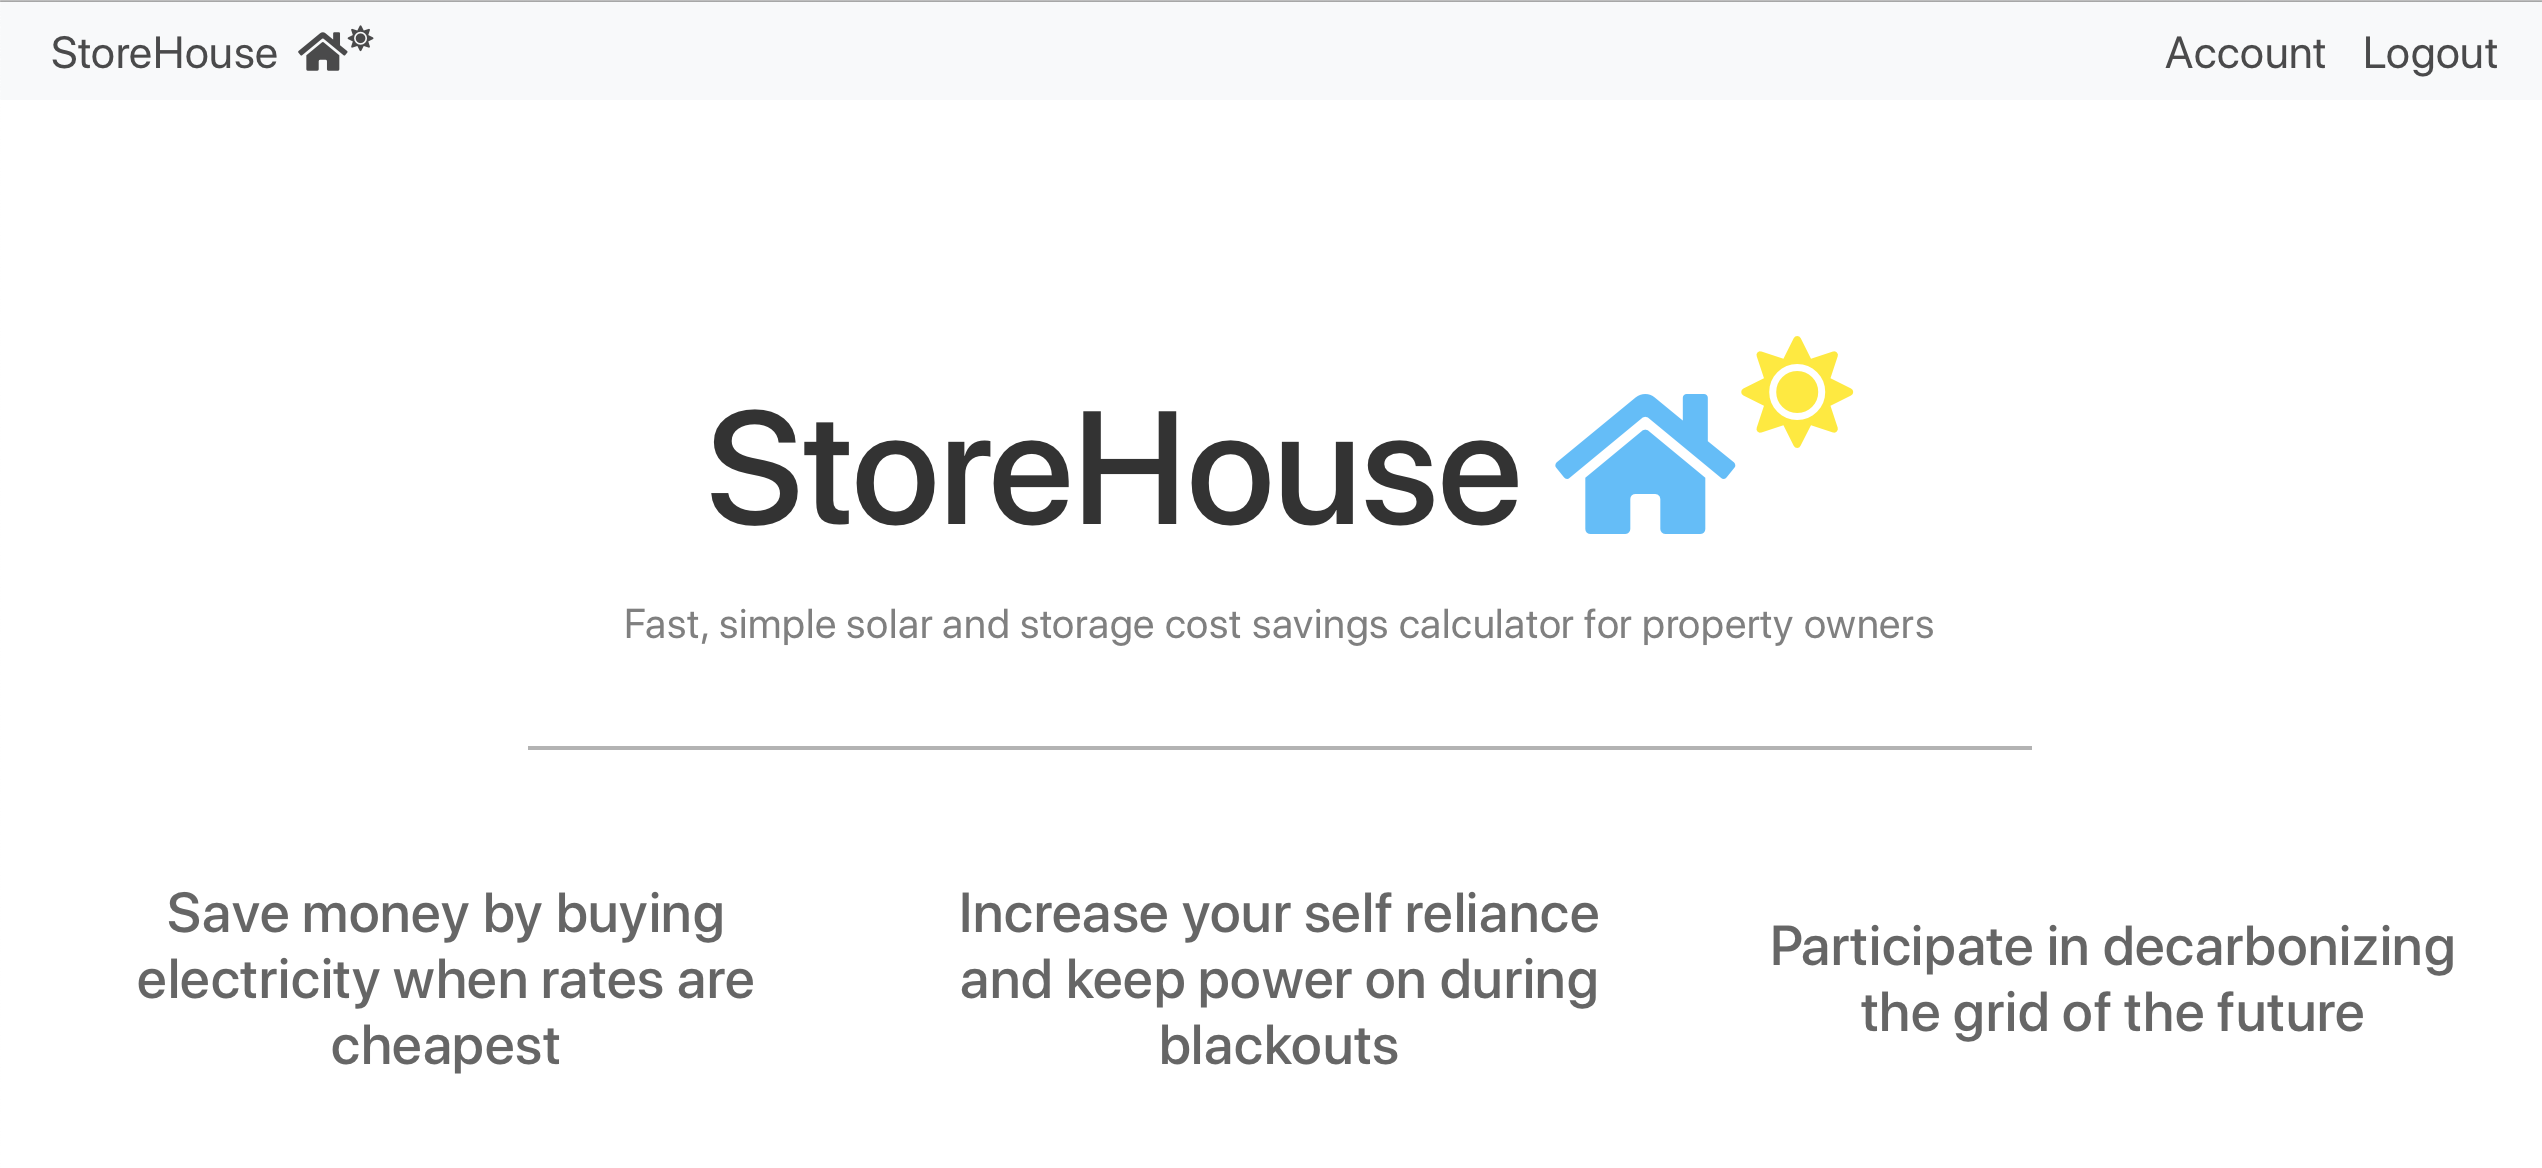 StoreHouse
Account Logout
StoreHouse
Fast, simple solar and storage cost savings calculator for property owners
Save money by buying
electricity when rates are
cheapest
Increase your self reliance
and keep power on during
blackouts
Participate in decarbonizing
the grid of the future